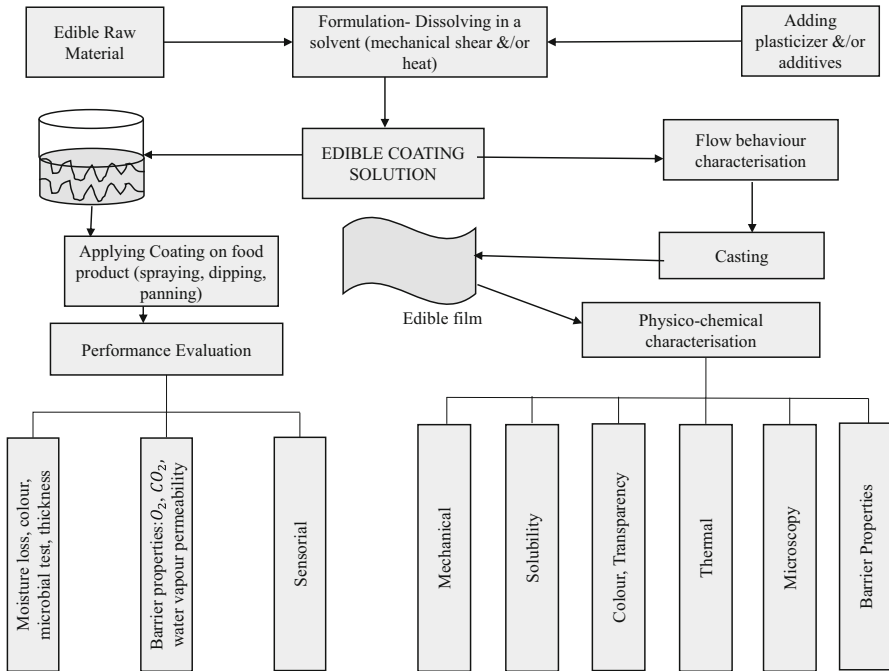 Edible Raw
Material
Formulation- Dissolving in a
solvent (mechanical shear &/or
heat)
Adding
plasticizer &/or
additives
EDIBLE COATING
SOLUTION
Flow behaviour
characterisation
Applying Coating on food
product (spraying, dipping,
panning)
Casting
Edible film
Performance Evaluation
Physico-chemical
characterisation
Moisture loss, colour,
microbial test, thickness
Barrier properties:O₂, CO₂,
water vapour permeability
Sensorial
Mechanical
Solubility
Colour, Transparency
Thermal
Microscopy
Barrier Properties